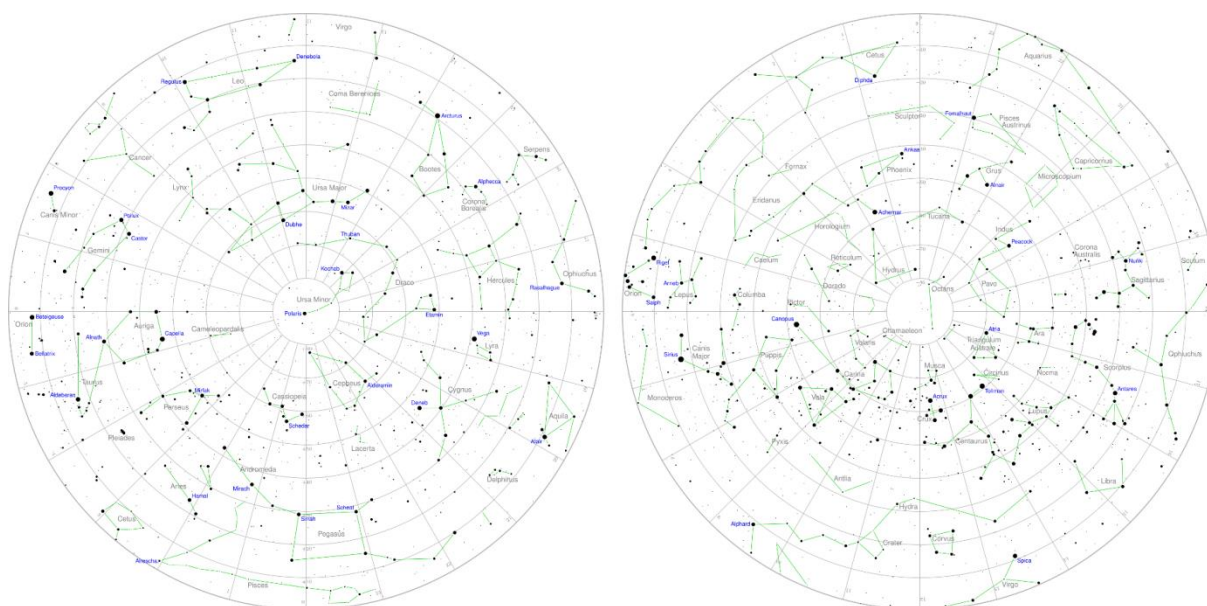 Virgo
Denebola
Regulus
Leo
Coma Berenices
Arcturus
Serpens
Cancer
Bootes
Alphecca
Corona
Borealis
Lynx
Ursa Major
Procyon
Canis Minor
Pollux
Castor
Mizar
Dubhe
Thuban
Gemini
Kochab
Draco
Hercules
Ophiuchus
Rasalhague
Ursa Minor
Polaris
Etamin
Betelgeuse
Orion
Bellatrix
Auriga
Alnath
Capella
Cameleopardalis
Vega
Lyra
Cepheus
Alderamin
Cygnus
Deneb
Taurus
Aldebaran
Mirfak
Perseus
Cassiopeia
Schedar
Aquila
Altair
Pleiades
Lacerta
Andromeda
Mirach
Delphinus
Aries
Hamal
Cetus
Sirrah
Scheat
Pegasus
Alrescha
Pisces
Cetus
Aquarius
Diphda
Sculptor
Fomalhaut
Pisces
Austrinus
Ankaa
Phoenix
Fornax
Grus
Alnair
Capricornus
Microscopium
Eridanus
Achernar
Tucana
Horologium
Indus
Peacock
Corona
Australis
Nunki
Sagittarius
Scutum
Rigel
Orion
Saiph
Arneb
Lepus
Caelum
Reticulum
Dorado
Hydrus
Octans
Pavo
Columba
Pictor
Canopus
Chamaeleon
Volans
Atria
Triangulum
Australe
Ara
Ophiuchus
Sirius
Canis
Major
Puppis
Carina
Musca
Circinus
Norma
Scorpius
Antares
Monoceros
Vela
Acrux
Crux
Toliman
Lupus
Centaurus
Pyxis
Antlia
Libra
Hydra
Alphard
Crater
Corvus
Spica
Virgo